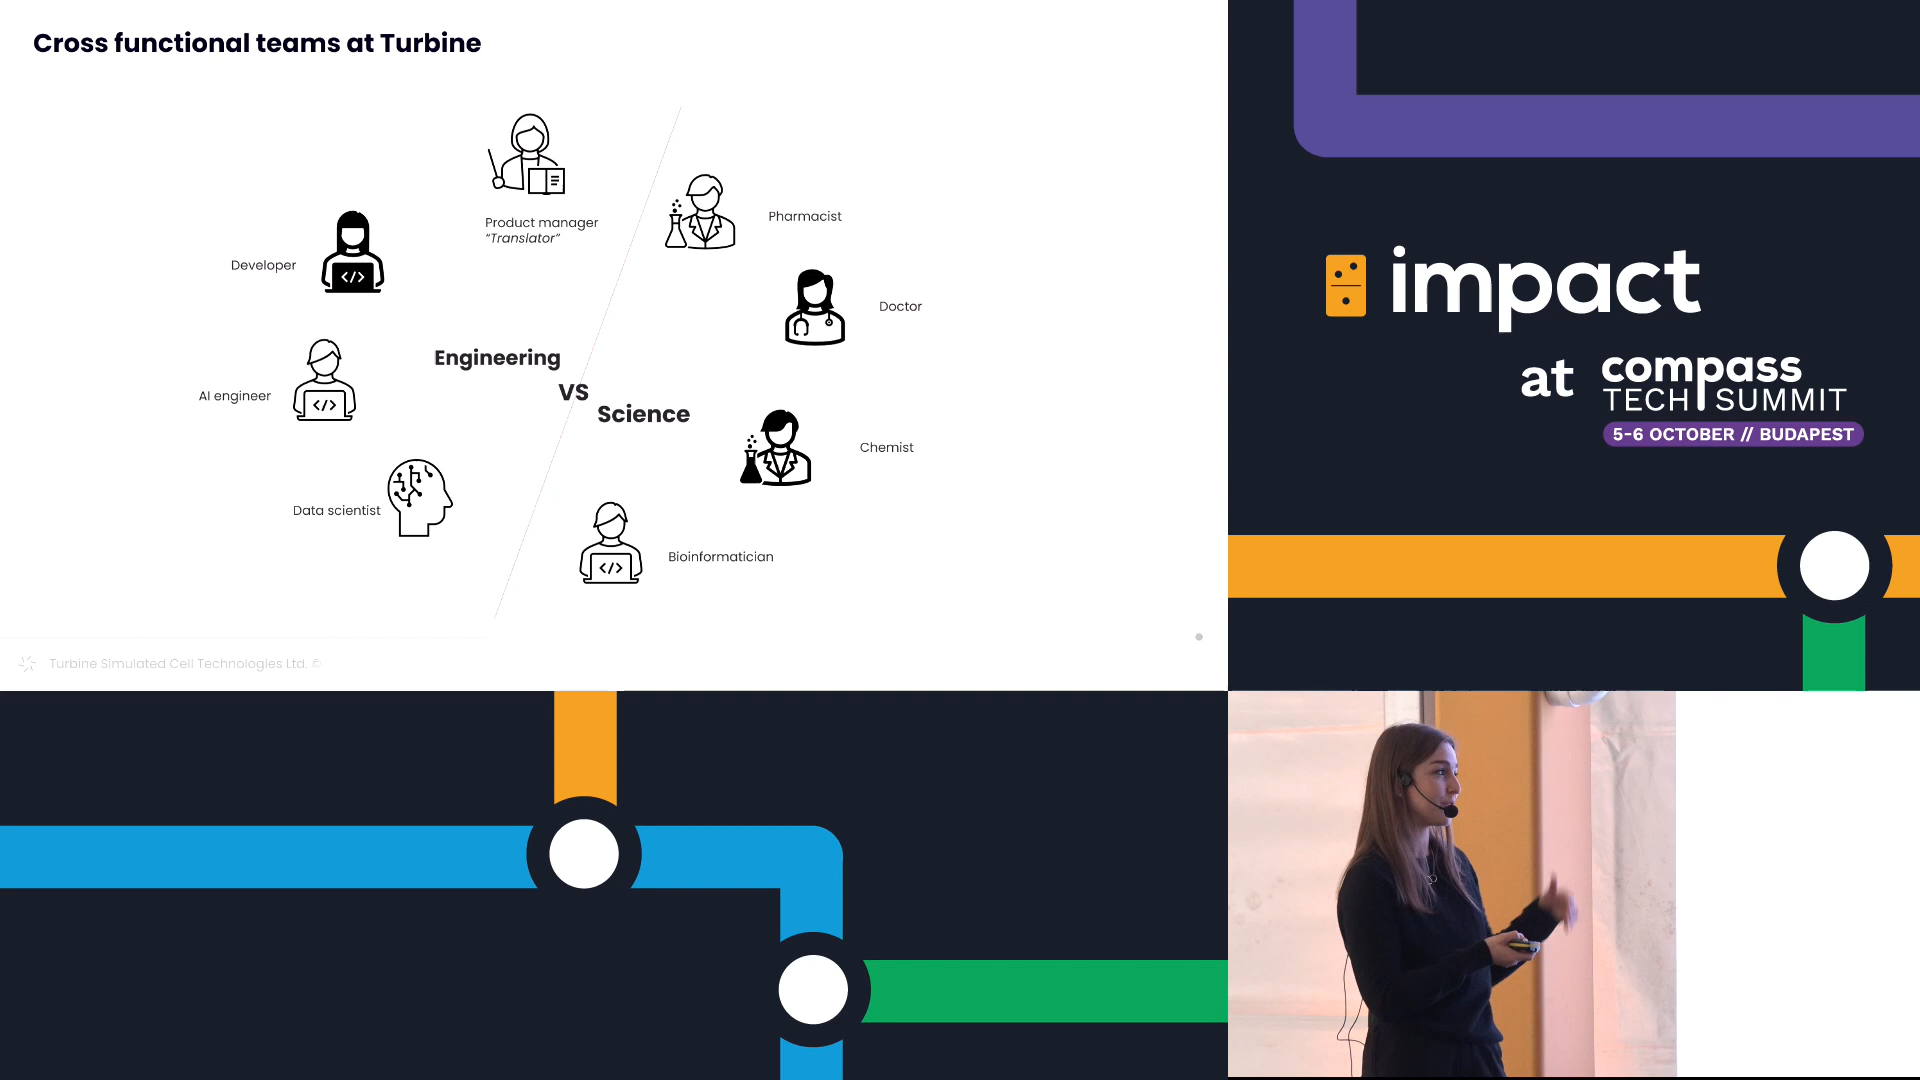 Cross functional teams at Turbine
Product manager
“Translator”
Pharmacist
Developer
Doctor
Engineering
VS
Science
AI engineer
Chemist
Data scientist
Bioinformatician
Turbine Simulated Cell Technologies Ltd. ©
impact
at
compass
TECH SUMMIT
5-6 OCTOBER // BUDAPEST